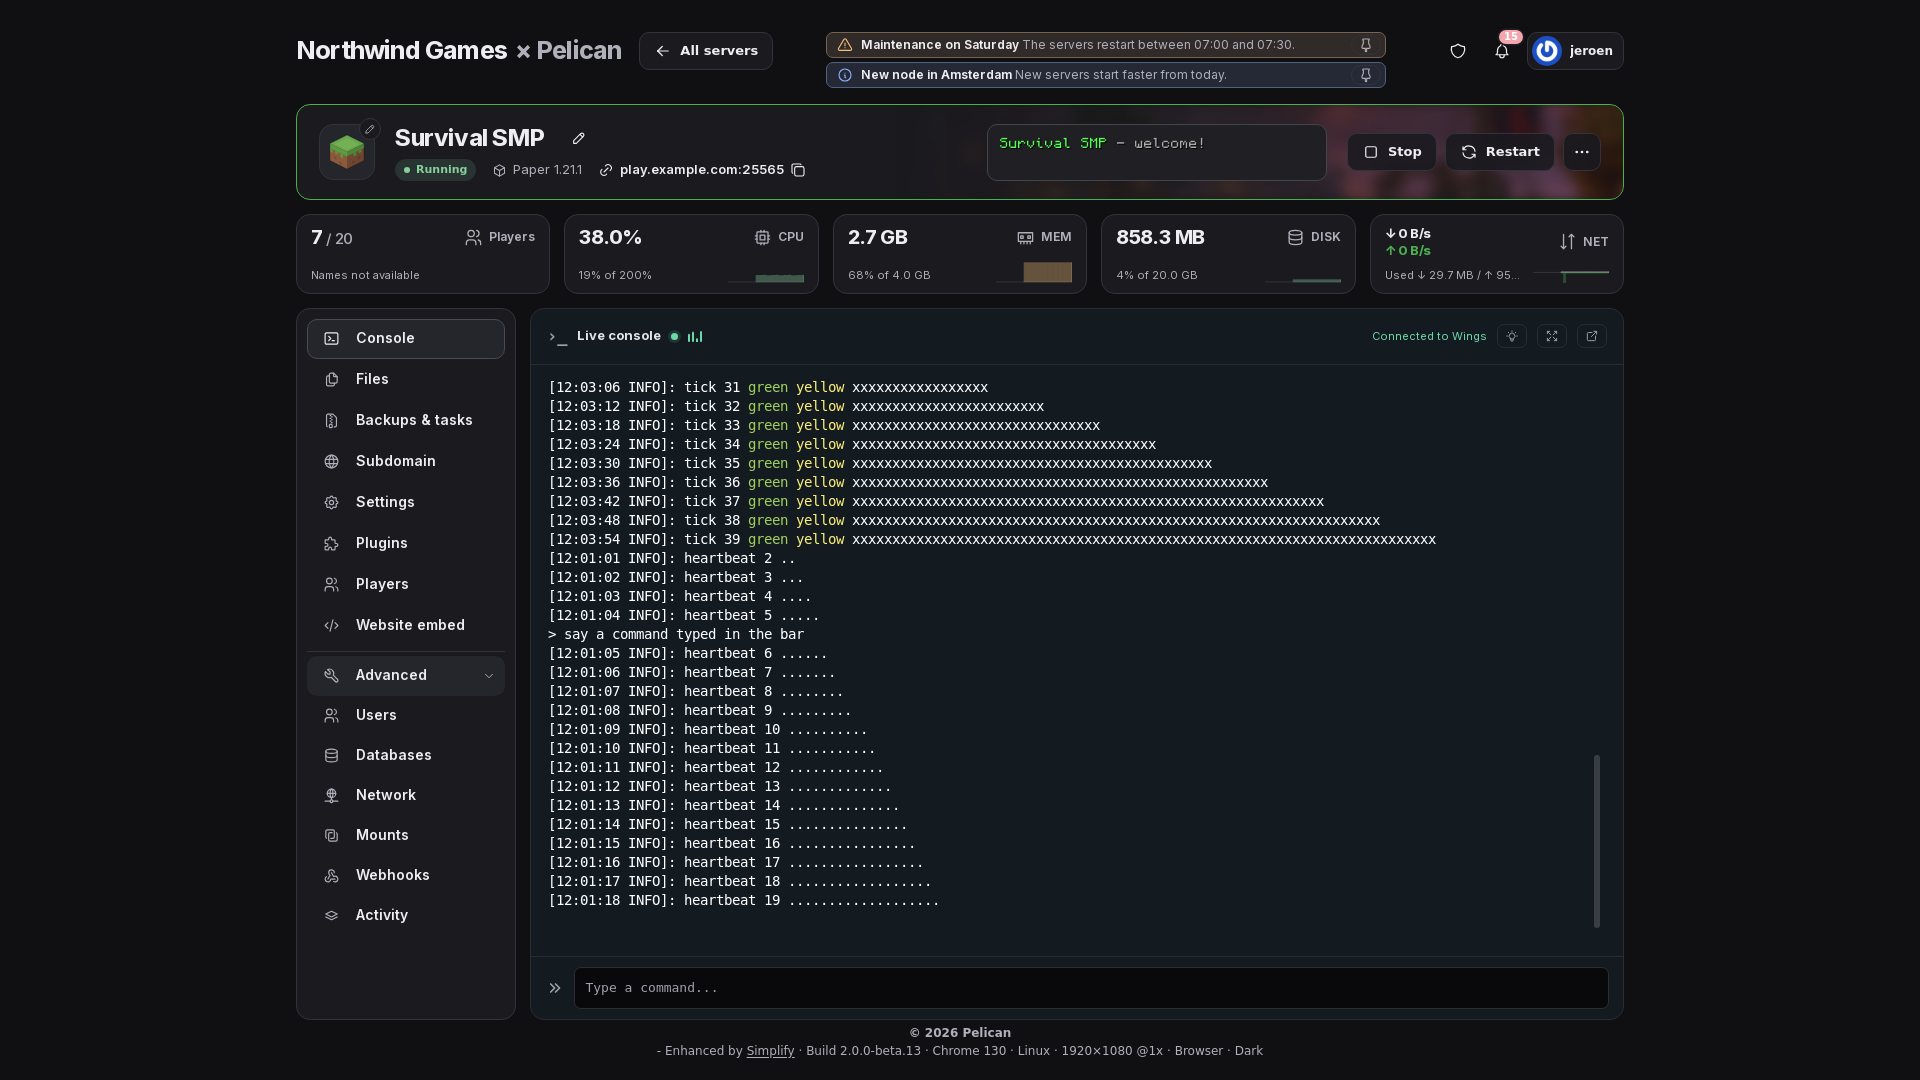 Northwind Games × Pelican
All servers
Maintenance on Saturday The servers restart between 07:00 and 07:30.
New node in Amsterdam New servers start faster from today.
15
jeroen
Survival SMP
Running
Paper 1.21.1
play.example.com:25565
Survival SMP – welcome!
Stop
Restart
7 / 20
Players
Names not available
38.0%
CPU
19% of 200%
2.7 GB
MEM
68% of 4.0 GB
858.3 MB
DISK
4% of 20.0 GB
↓ 0 B/s
↑ 0 B/s
NET
Used ↓ 29.7 MB / ↑ 95...
Console
Files
Backups & tasks
Subdomain
Settings
Plugins
Players
Website embed
Advanced
Users
Databases
Network
Mounts
Webhooks
Activity
Live console
Connected to Wings
[12:03:06 INFO]: tick 31 green yellow xxxxxxxxxxxxxxxxx
[12:03:12 INFO]: tick 32 green yellow xxxxxxxxxxxxxxxxxxxxxxxx
[12:03:18 INFO]: tick 33 green yellow xxxxxxxxxxxxxxxxxxxxxxxxxxxxxxx
[12:03:24 INFO]: tick 34 green yellow xxxxxxxxxxxxxxxxxxxxxxxxxxxxxxxxxxxxxx
[12:03:30 INFO]: tick 35 green yellow xxxxxxxxxxxxxxxxxxxxxxxxxxxxxxxxxxxxxxxxxxxxx
[12:03:36 INFO]: tick 36 green yellow xxxxxxxxxxxxxxxxxxxxxxxxxxxxxxxxxxxxxxxxxxxxxxxxxxxx
[12:03:42 INFO]: tick 37 green yellow xxxxxxxxxxxxxxxxxxxxxxxxxxxxxxxxxxxxxxxxxxxxxxxxxxxxxxxxxxx
[12:03:48 INFO]: tick 38 green yellow xxxxxxxxxxxxxxxxxxxxxxxxxxxxxxxxxxxxxxxxxxxxxxxxxxxxxxxxxxxxxxxxxx
[12:03:54 INFO]: tick 39 green yellow xxxxxxxxxxxxxxxxxxxxxxxxxxxxxxxxxxxxxxxxxxxxxxxxxxxxxxxxxxxxxxxxxxxxxxxxx
[12:01:01 INFO]: heartbeat 2 ..
[12:01:02 INFO]: heartbeat 3 ...
[12:01:03 INFO]: heartbeat 4 ....
[12:01:04 INFO]: heartbeat 5 .....
> say a command typed in the bar
[12:01:05 INFO]: heartbeat 6 ......
[12:01:06 INFO]: heartbeat 7 .......
[12:01:07 INFO]: heartbeat 8 ........
[12:01:08 INFO]: heartbeat 9 .........
[12:01:09 INFO]: heartbeat 10 ..........
[12:01:10 INFO]: heartbeat 11 ...........
[12:01:11 INFO]: heartbeat 12 ............
[12:01:12 INFO]: heartbeat 13 .............
[12:01:13 INFO]: heartbeat 14 ..............
[12:01:14 INFO]: heartbeat 15 ...............
[12:01:15 INFO]: heartbeat 16 ................
[12:01:16 INFO]: heartbeat 17 .................
[12:01:17 INFO]: heartbeat 18 ..................
[12:01:18 INFO]: heartbeat 19 ...................
Type a command...
© 2026 Pelican
- Enhanced by Simplify · Build 2.0.0-beta.13 · Chrome 130 · Linux · 1920×1080 @1x · Browser · Dark